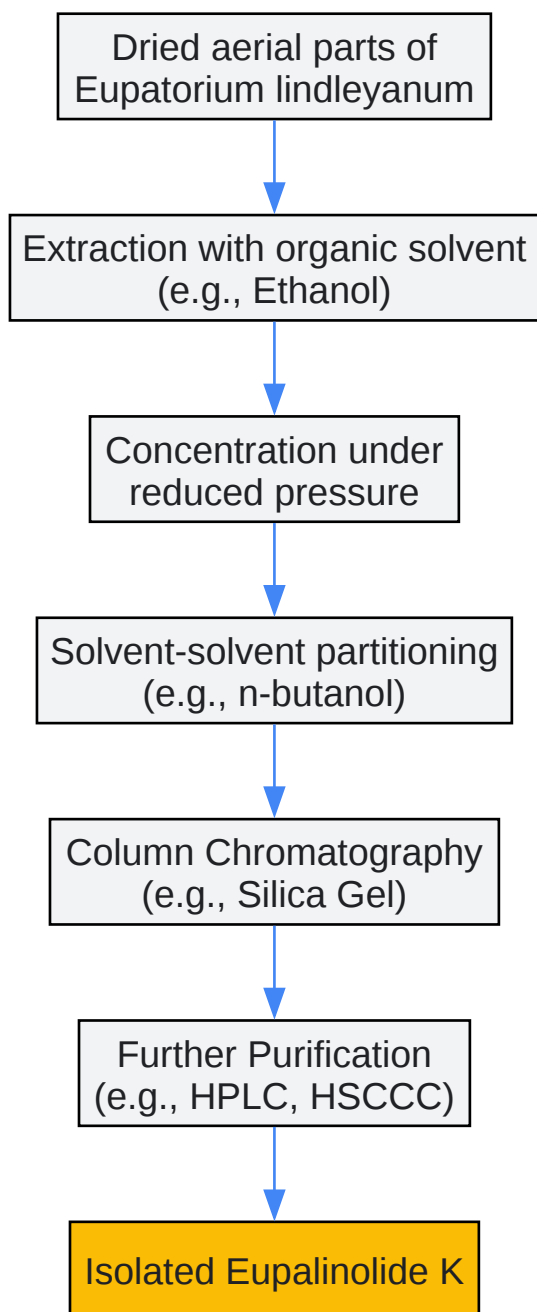 Dried aerial parts of
Eupatorium lindleyanum
Extraction with organic solvent
(e.g., Ethanol)
Concentration under
reduced pressure
Solvent-solvent partitioning
(e.g., n-butanol)
Column Chromatography
(e.g., Silica Gel)
Further Purification
(e.g., HPLC, HSCCC)
Isolated Eupalinolide K